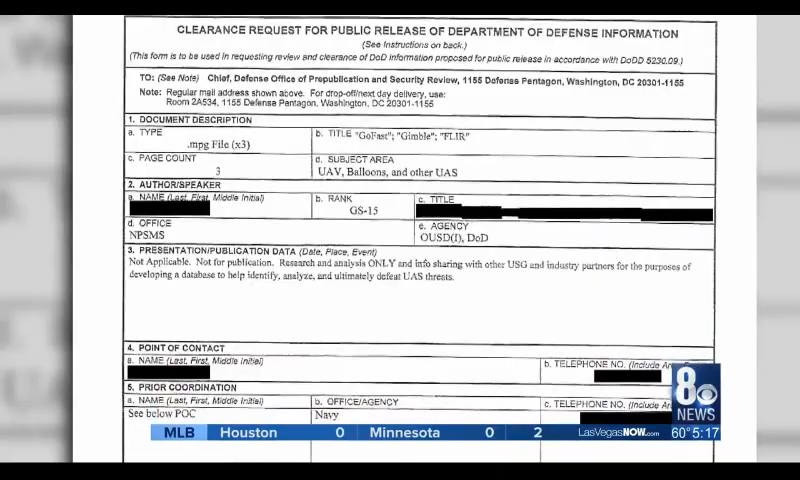 CLEARANCE REQUEST FOR PUBLIC RELEASE OF DEPARTMENT OF DEFENSE INFORMATION
(See Instructions on back.)
(This form is to be used in requesting review and clearance of DoD information proposed for public release in accordance with DoDD 5230.09.)
TO: (See Note) Chief, Defense Office of Prepublication and Security Review, 1155 Defense Pentagon, Washington, DC 20301-1155
Note: Regular mail address shown above. For drop-off/next day delivery, use:
Room 2A534, 1155 Defense Pentagon, Washington, DC 20301-1155
1. DOCUMENT DESCRIPTION
a. TYPE
.mpg File (x3)
b. TITLE "GoFast"; "Gimble"; "FLIR"
c. PAGE COUNT
3
d. SUBJECT AREA
UAV, Balloons, and other UAS
2. AUTHOR/SPEAKER
a. NAME (Last, First, Middle Initial)
b. RANK
GS-15
c. TITLE
d. OFFICE
NPSMS
e. AGENCY
OUSD(I), DoD
3. PRESENTATION/PUBLICATION DATA (Date, Place, Event)
Not Applicable. Not for publication. Research and analysis ONLY and info sharing with other USG and industry partners for the purposes of
developing a database to help identify, analyze, and ultimately defeat UAS threats.
4. POINT OF CONTACT
a. NAME (Last, First, Middle Initial)
b. TELEPHONE NO. (Include
5. PRIOR COORDINATION
a. NAME (Last, First, Middle Initial)
See below POC
b. OFFICE/AGENCY
Navy
c. TELEPHONE NO. (Include
8
NEWS
MLB Houston 0 Minnesota 0 2 LasVegasNOW.com 60° 5:17